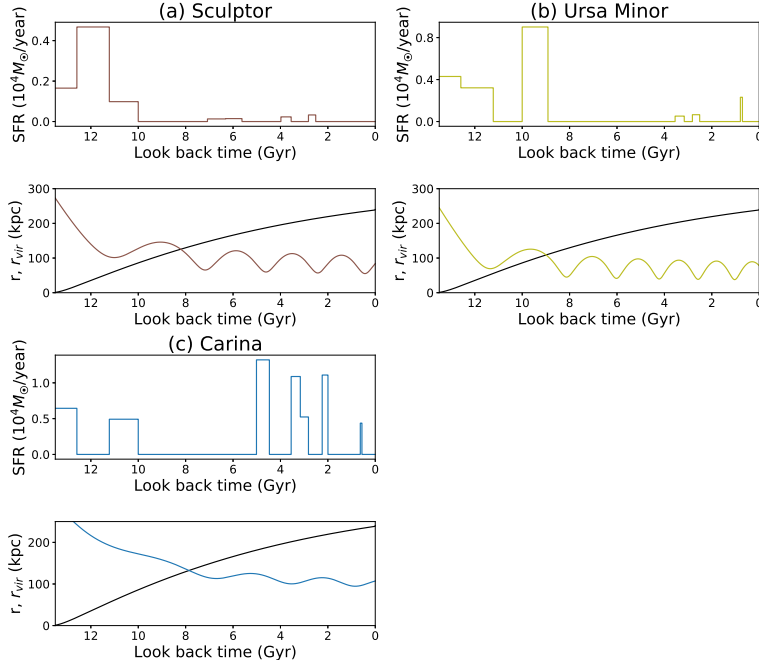 (a) Sculptor
SFR (10⁴M⊙/year)
0.4
0.2
0.0
12 10 8 6 4 2 0
Look back time (Gyr)
r, r_vir (kpc)
300
200
100
0
12 10 8 6 4 2 0
Look back time (Gyr)
(b) Ursa Minor
SFR (10⁴M⊙/year)
0.8
0.4
0.0
12 10 8 6 4 2 0
Look back time (Gyr)
r, r_vir (kpc)
300
200
100
0
12 10 8 6 4 2 0
Look back time (Gyr)
(c) Carina
SFR (10⁴M⊙/year)
1.0
0.5
0.0
12 10 8 6 4 2 0
Look back time (Gyr)
r, r_vir (kpc)
200
100
0
12 10 8 6 4 2 0
Look back time (Gyr)